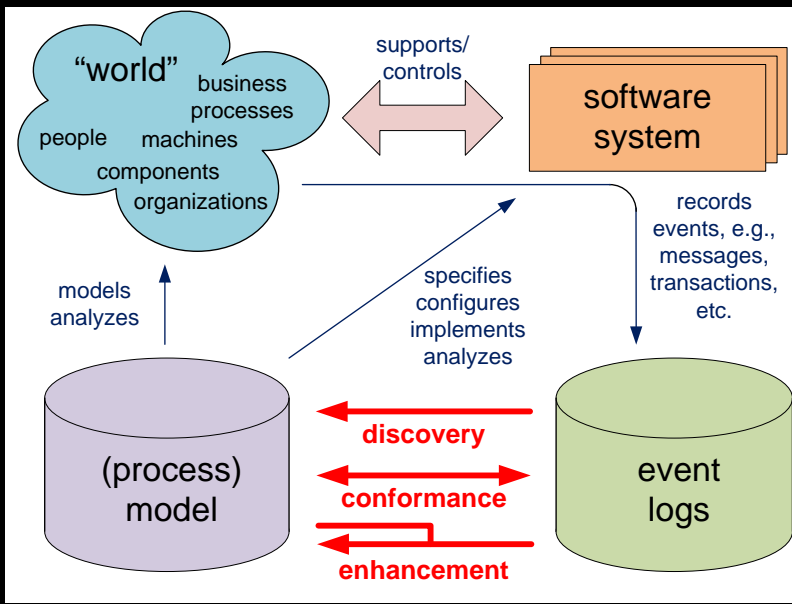 “world”
business
processes
people
machines
components
organizations
supports/
controls
software
system
records
events, e.g.,
messages,
transactions,
etc.
models
analyzes
specifies
configures
implements
analyzes
(process)
model
discovery
conformance
enhancement
event
logs